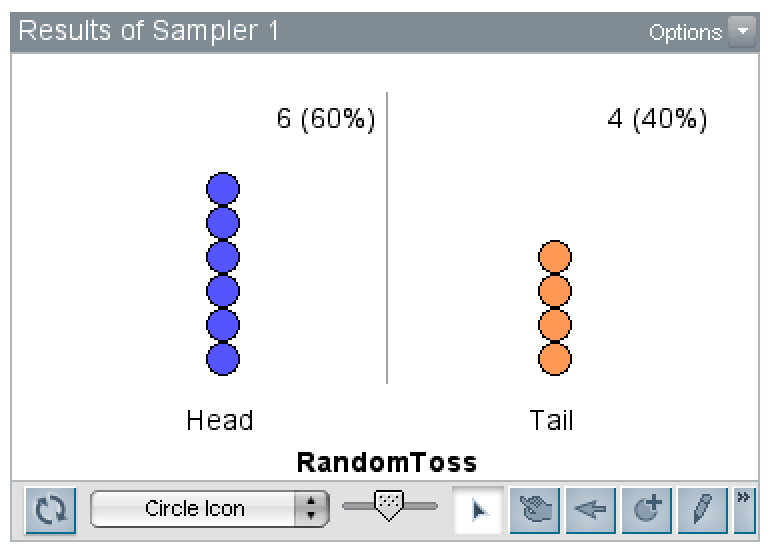 Results of Sampler 1
Options
6 (60%)
4 (40%)
Head
Tail
RandomToss
Circle Icon
»